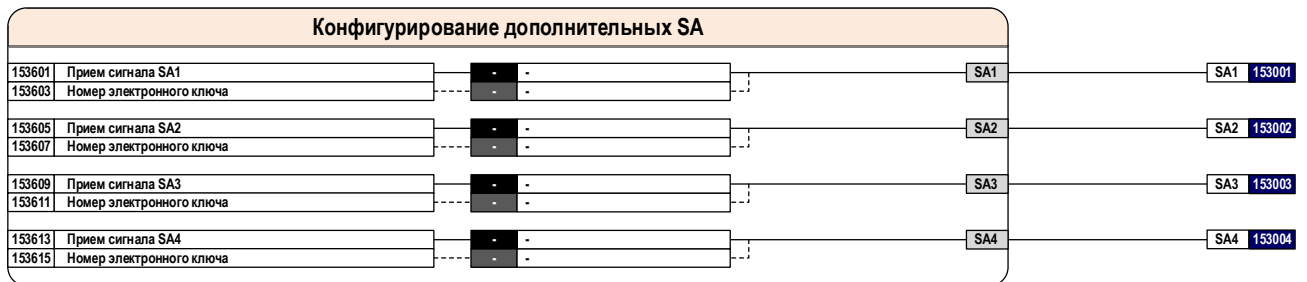 Конфигурирование дополнительных SA
153601 Прием сигнала SA1 - - SA1 SA1 153001
153603 Номер электронного ключа - -
153605 Прием сигнала SA2 - - SA2 SA2 153002
153607 Номер электронного ключа - -
153609 Прием сигнала SA3 - - SA3 SA3 153003
153611 Номер электронного ключа - -
153613 Прием сигнала SA4 - - SA4 SA4 153004
153615 Номер электронного ключа - -